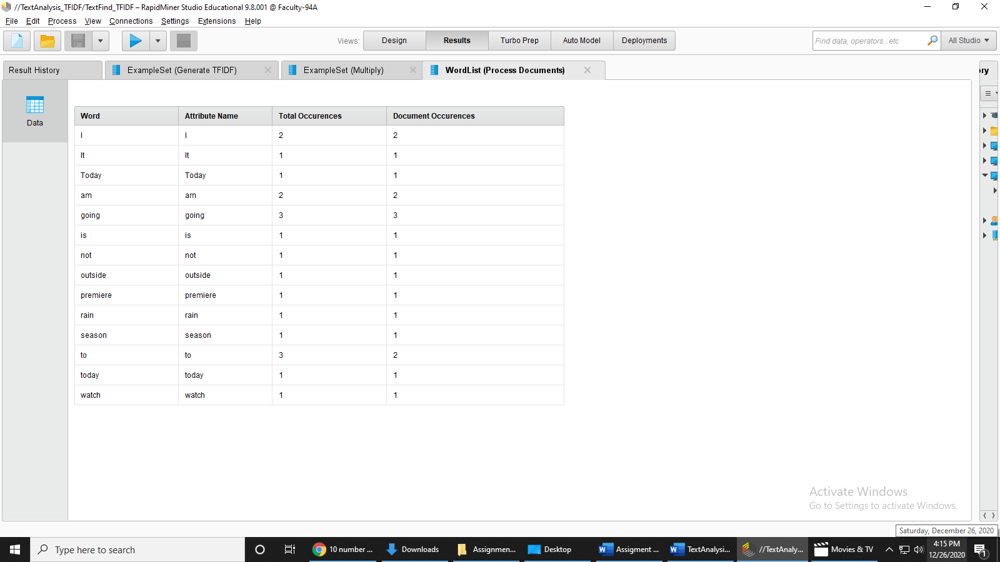 //TextAnalysis_TFIDF/TextFind_TFIDF – RapidMiner Studio Educational 9.8.001 @ Faculty-94A
File Edit Process View Connections Settings Extensions Help
Views: Design Results Turbo Prep Auto Model Deployments Find data, operators...etc All Studio
Result History ExampleSet (Generate TFIDF) ExampleSet (Multiply) WordList (Process Documents) ry
Data
Word Attribute Name Total Occurences Document Occurences
I I 2 2
It It 1 1
Today Today 1 1
am am 2 2
going going 3 3
is is 1 1
not not 1 1
outside outside 1 1
premiere premiere 1 1
rain rain 1 1
season season 1 1
to to 3 2
today today 1 1
watch watch 1 1
Activate Windows
Go to Settings to activate Windows.
Saturday, December 26, 2020
Type here to search 10 number ... Downloads Assignmen... Desktop Assigment ... TextAnalysi... //TextAnaly... Movies & TV 4:15 PM
12/26/2020 1